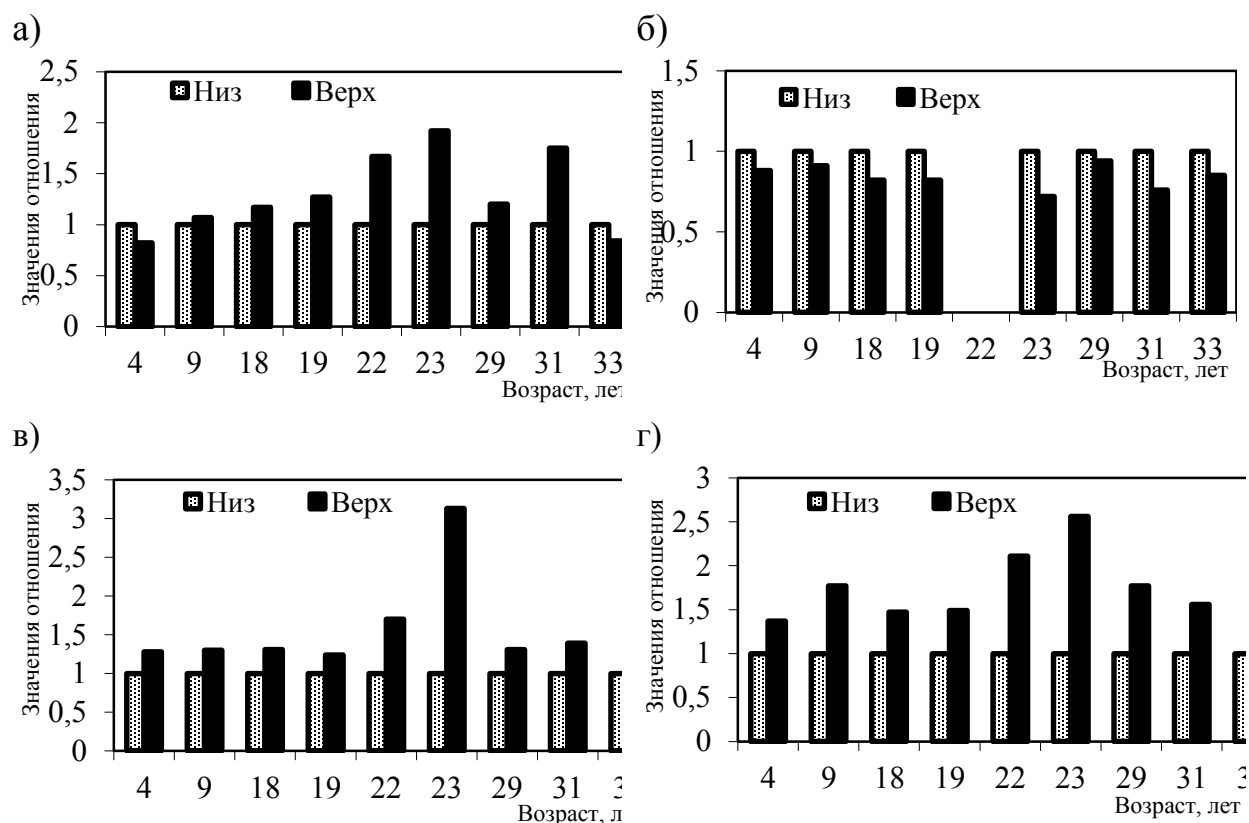 а)
2,5
2
1,5
1
0,5
0
Значения отношения
Низ Верх
4 9 18 19 22 23 29 31 33
Возраст, лет
б)
1,5
1
0,5
0
Значения отношения
Низ Верх
4 9 18 19 22 23 29 31 33
Возраст, лет
в)
3,5
3
2,5
2
1,5
1
0,5
0
Значения отношения
Низ Верх
4 9 18 19 22 23 29 31 3
Возраст, л
г)
3
2,5
2
1,5
1
0,5
0
Значения отношения
Низ Верх
4 9 18 19 22 23 29 31 3
Возраст, лет